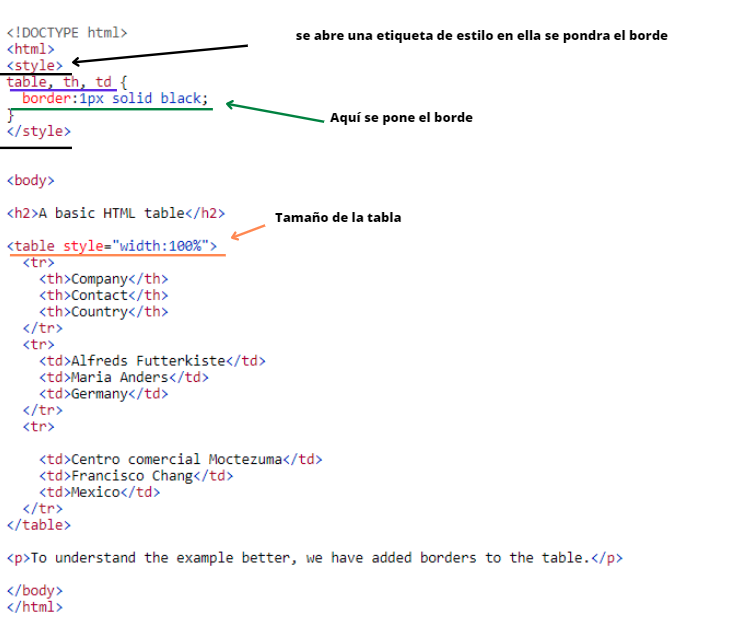 <!DOCTYPE html>
se abre una etiqueta de estilo en ella se pondra el borde
<html>
<style>
table, th, td {
border:1px solid black;
Aquí se pone el borde
}
</style>
<body>
<h2>A basic HTML table</h2>
Tamaño de la tabla
<table style="width:100%">
<tr>
<th>Company</th>
<th>Contact</th>
<th>Country</th>
</tr>
<tr>
<td>Alfreds Futterkiste</td>
<td>Maria Anders</td>
<td>Germany</td>
</tr>
<tr>
<td>Centro comercial Moctezuma</td>
<td>Francisco Chang</td>
<td>Mexico</td>
</tr>
</table>
<p>To understand the example better, we have added borders to the table.</p>
</body>
</html>